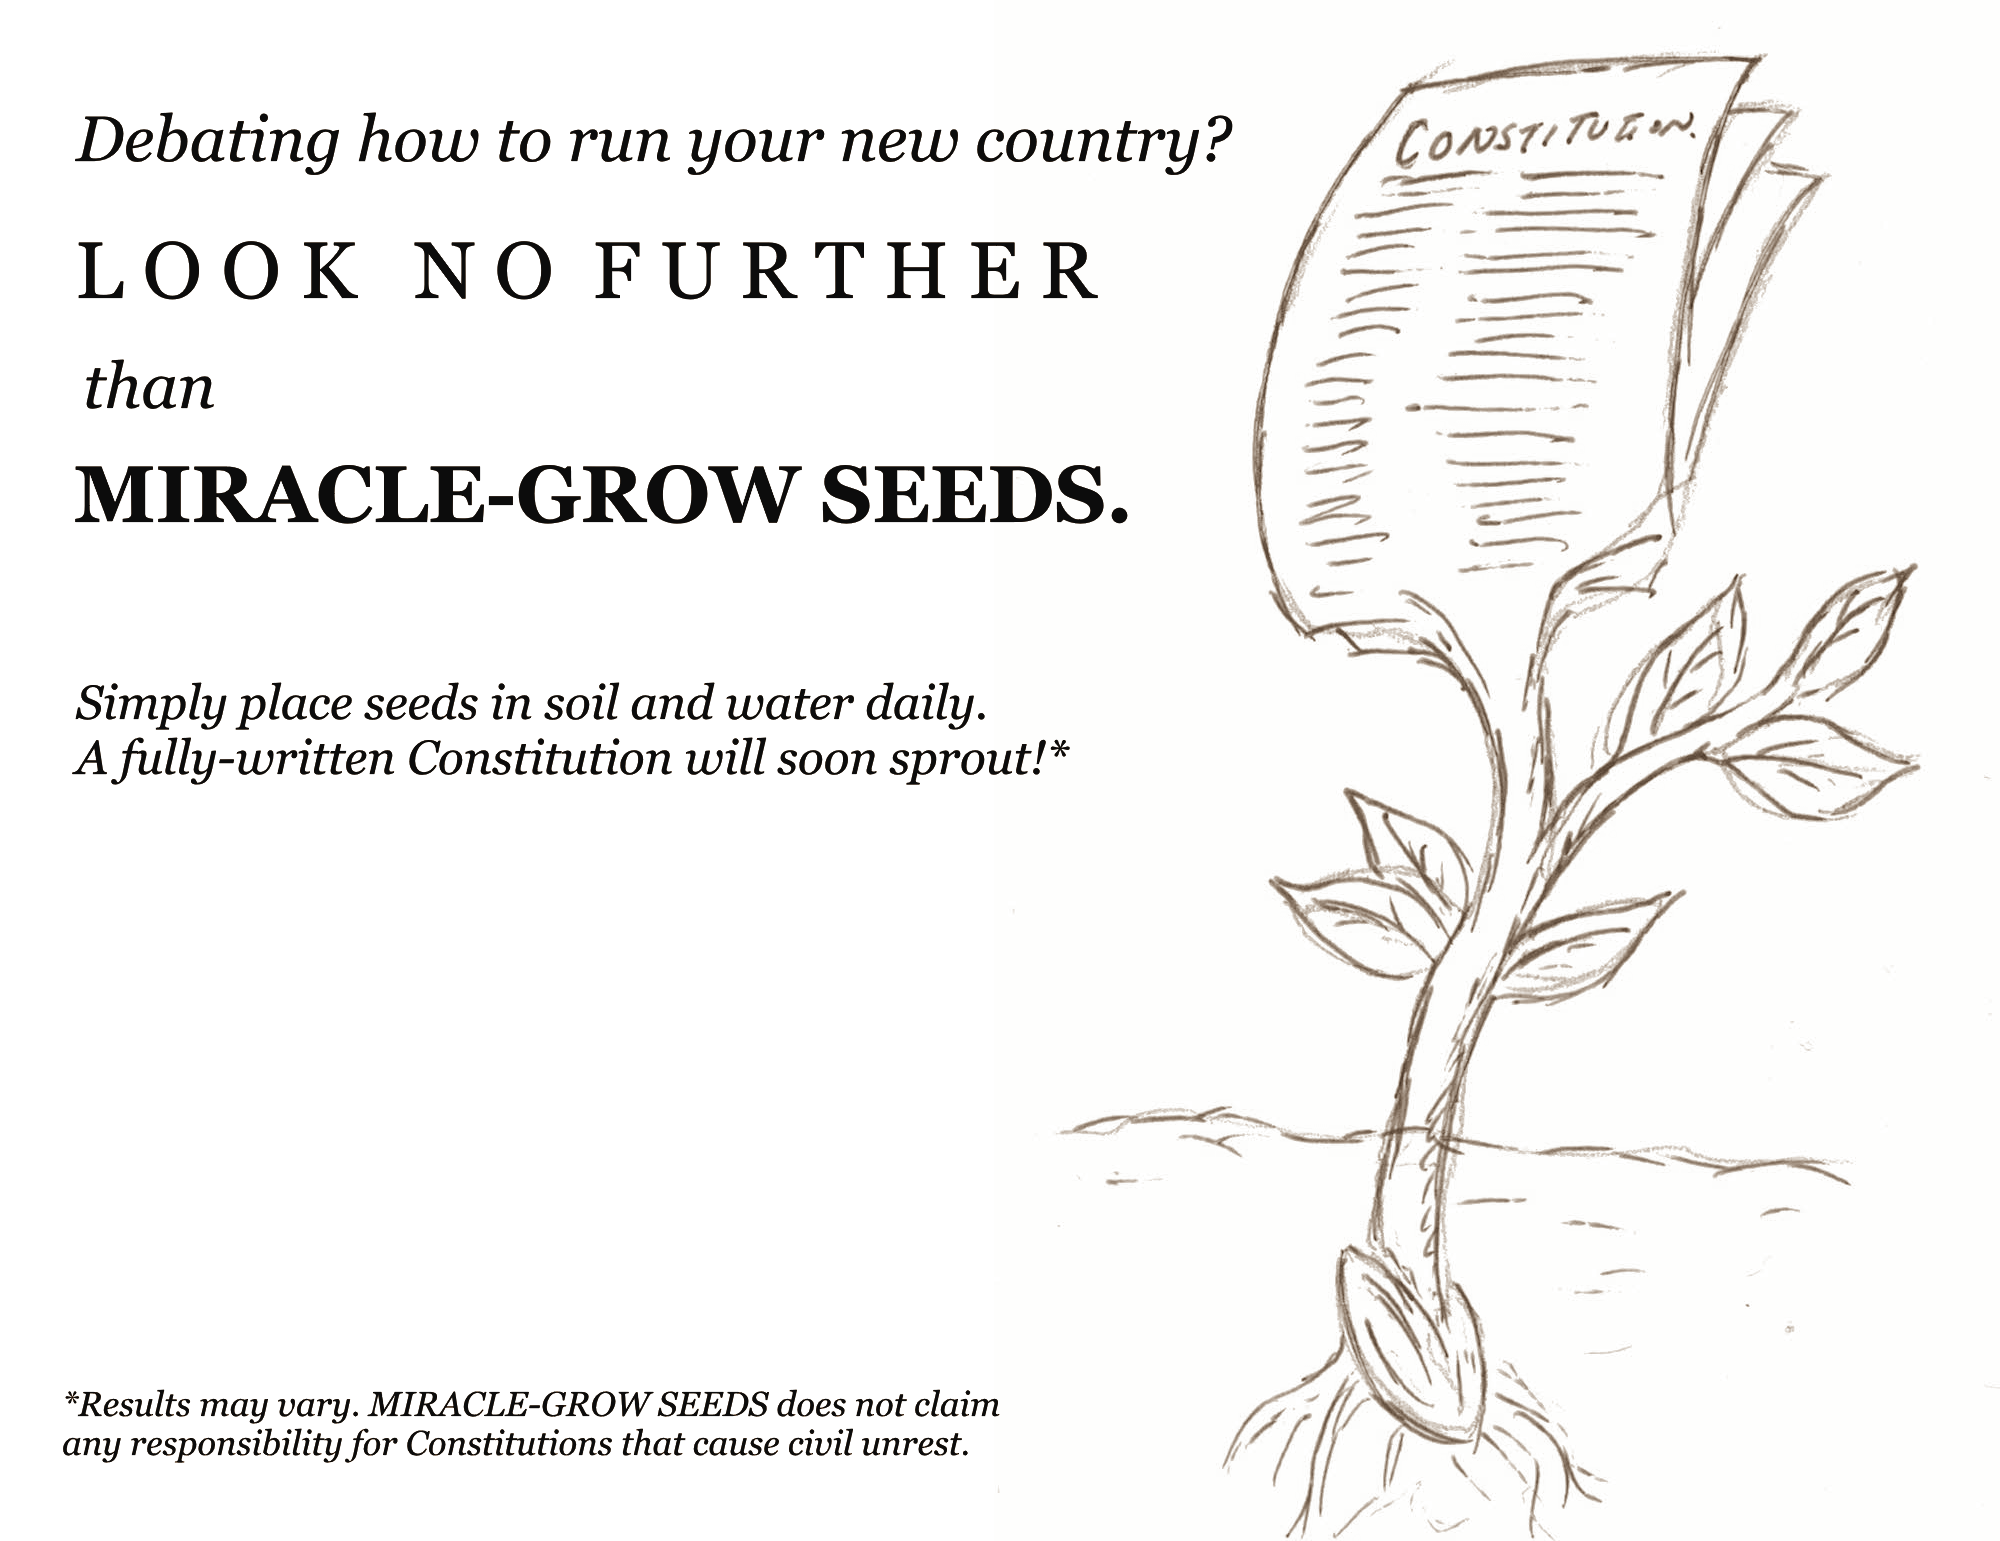 Debating how to run your new country?
LOOK NO FURTHER
than
MIRACLE-GROW SEEDS.
Simply place seeds in soil and water daily.
A fully-written Constitution will soon sprout!*
*Results may vary. MIRACLE-GROW SEEDS does not claim
any responsibility for Constitutions that cause civil unrest.
CONSTITUTION.